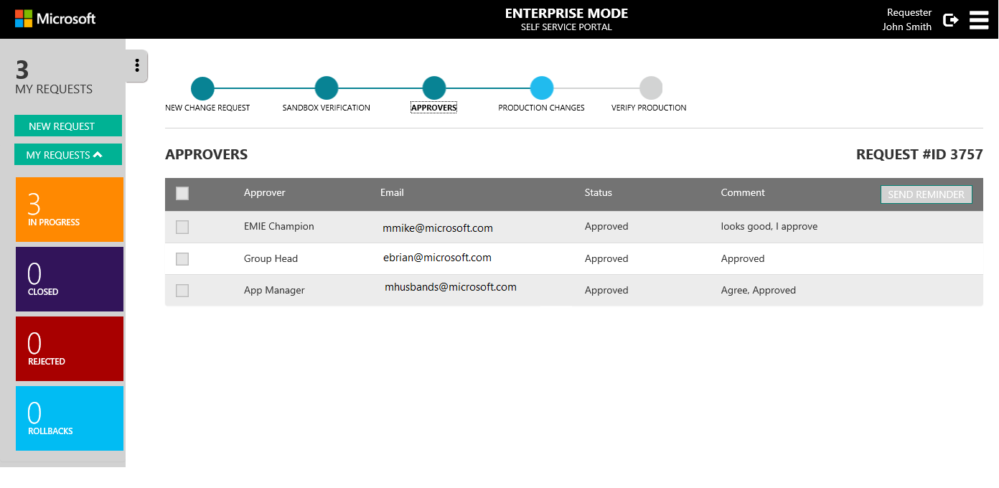 Microsoft
ENTERPRISE MODE
SELF SERVICE PORTAL
Requester
John Smith
3
MY REQUESTS
NEW REQUEST
MY REQUESTS
3
IN PROGRESS
0
CLOSED
0
REJECTED
0
ROLLBACKS
NEW CHANGE REQUEST SANDBOX VERIFICATION APPROVERS PRODUCTION CHANGES VERIFY PRODUCTION
APPROVERS REQUEST #ID 3757
Approver Email Status Comment SEND REMINDER
EMIE Champion mmike@microsoft.com Approved looks good, I approve
Group Head ebrian@microsoft.com Approved Approved
App Manager mhusbands@microsoft.com Approved Agree, Approved